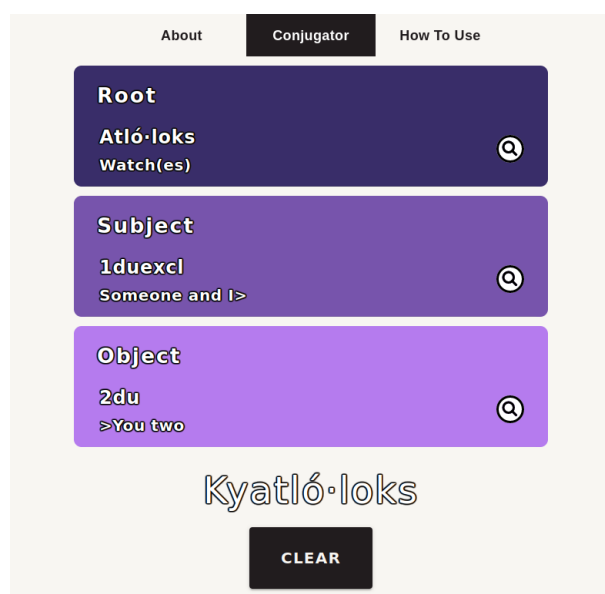 About Conjugator How To Use
Root
Atló·loks
Watch(es)
Subject
1duexcl
Someone and I>
Object
2du
>You two
Kyatló·loks
CLEAR